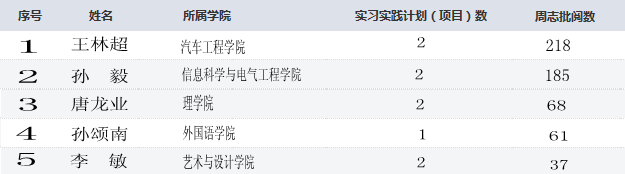 序号 姓名 所属学院 实习实践计划（项目）数 周志批阅数
1 王林超 汽车工程学院 2 218
2 孙 毅 信息科学与电气工程学院 2 185
3 唐龙业 理学院 2 68
4 孙颂南 外国语学院 1 61
5 李 敏 艺术与设计学院 2 37